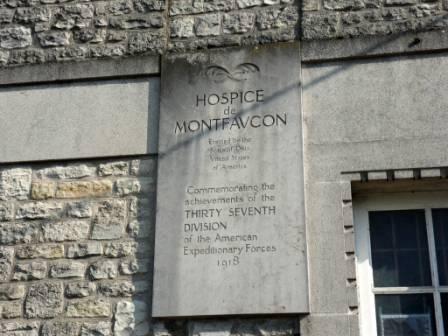 HOSPICE
de
MONTFAVCON
Erected by the
State of Ohio
United States
of America
Commemorating the
achievements of the
THIRTY SEVENTH
DIVISION
of the American
Expeditionary Forces
1918